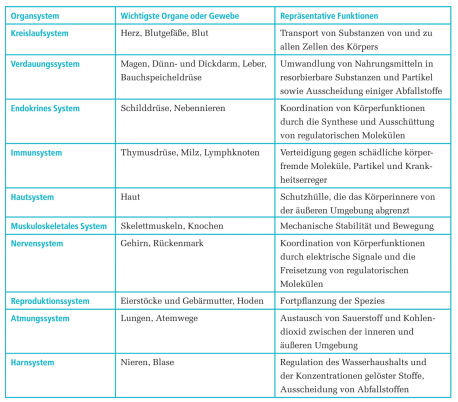 Organsystem Wichtigste Organe oder Gewebe Repräsentative Funktionen
Kreislaufsystem Herz, Blutgefäße, Blut Transport von Substanzen von und zu
allen Zellen des Körpers
Verdauungssystem Magen, Dünn- und Dickdarm, Leber, Umwandlung von Nahrungsmitteln in
Bauchspeicheldrüse resorbierbare Substanzen und Partikel
sowie Ausscheidung einiger Abfallstoffe
Endokrines System Schilddrüse, Nebennieren Koordination von Körperfunktionen
durch die Synthese und Ausschüttung
von regulatorischen Molekülen
Immunsystem Thymusdrüse, Milz, Lymphknoten Verteidigung gegen schädliche körper-
fremde Moleküle, Partikel und Krank-
heitserreger
Hautsystem Haut Schutzhülle, die das Körperinnere von
der äußeren Umgebung abgrenzt
Muskuloskeletales System Skelettmuskeln, Knochen Mechanische Stabilität und Bewegung
Nervensystem Gehirn, Rückenmark Koordination von Körperfunktionen
durch elektrische Signale und die
Freisetzung von regulatorischen
Molekülen
Reproduktionssystem Eierstöcke und Gebärmutter, Hoden Fortpflanzung der Spezies
Atmungssystem Lungen, Atemwege Austausch von Sauerstoff und Kohlen-
dioxid zwischen der inneren und
äußeren Umgebung
Harnsystem Nieren, Blase Regulation des Wasserhaushalts und
der Konzentrationen gelöster Stoffe,
Ausscheidung von Abfallstoffen